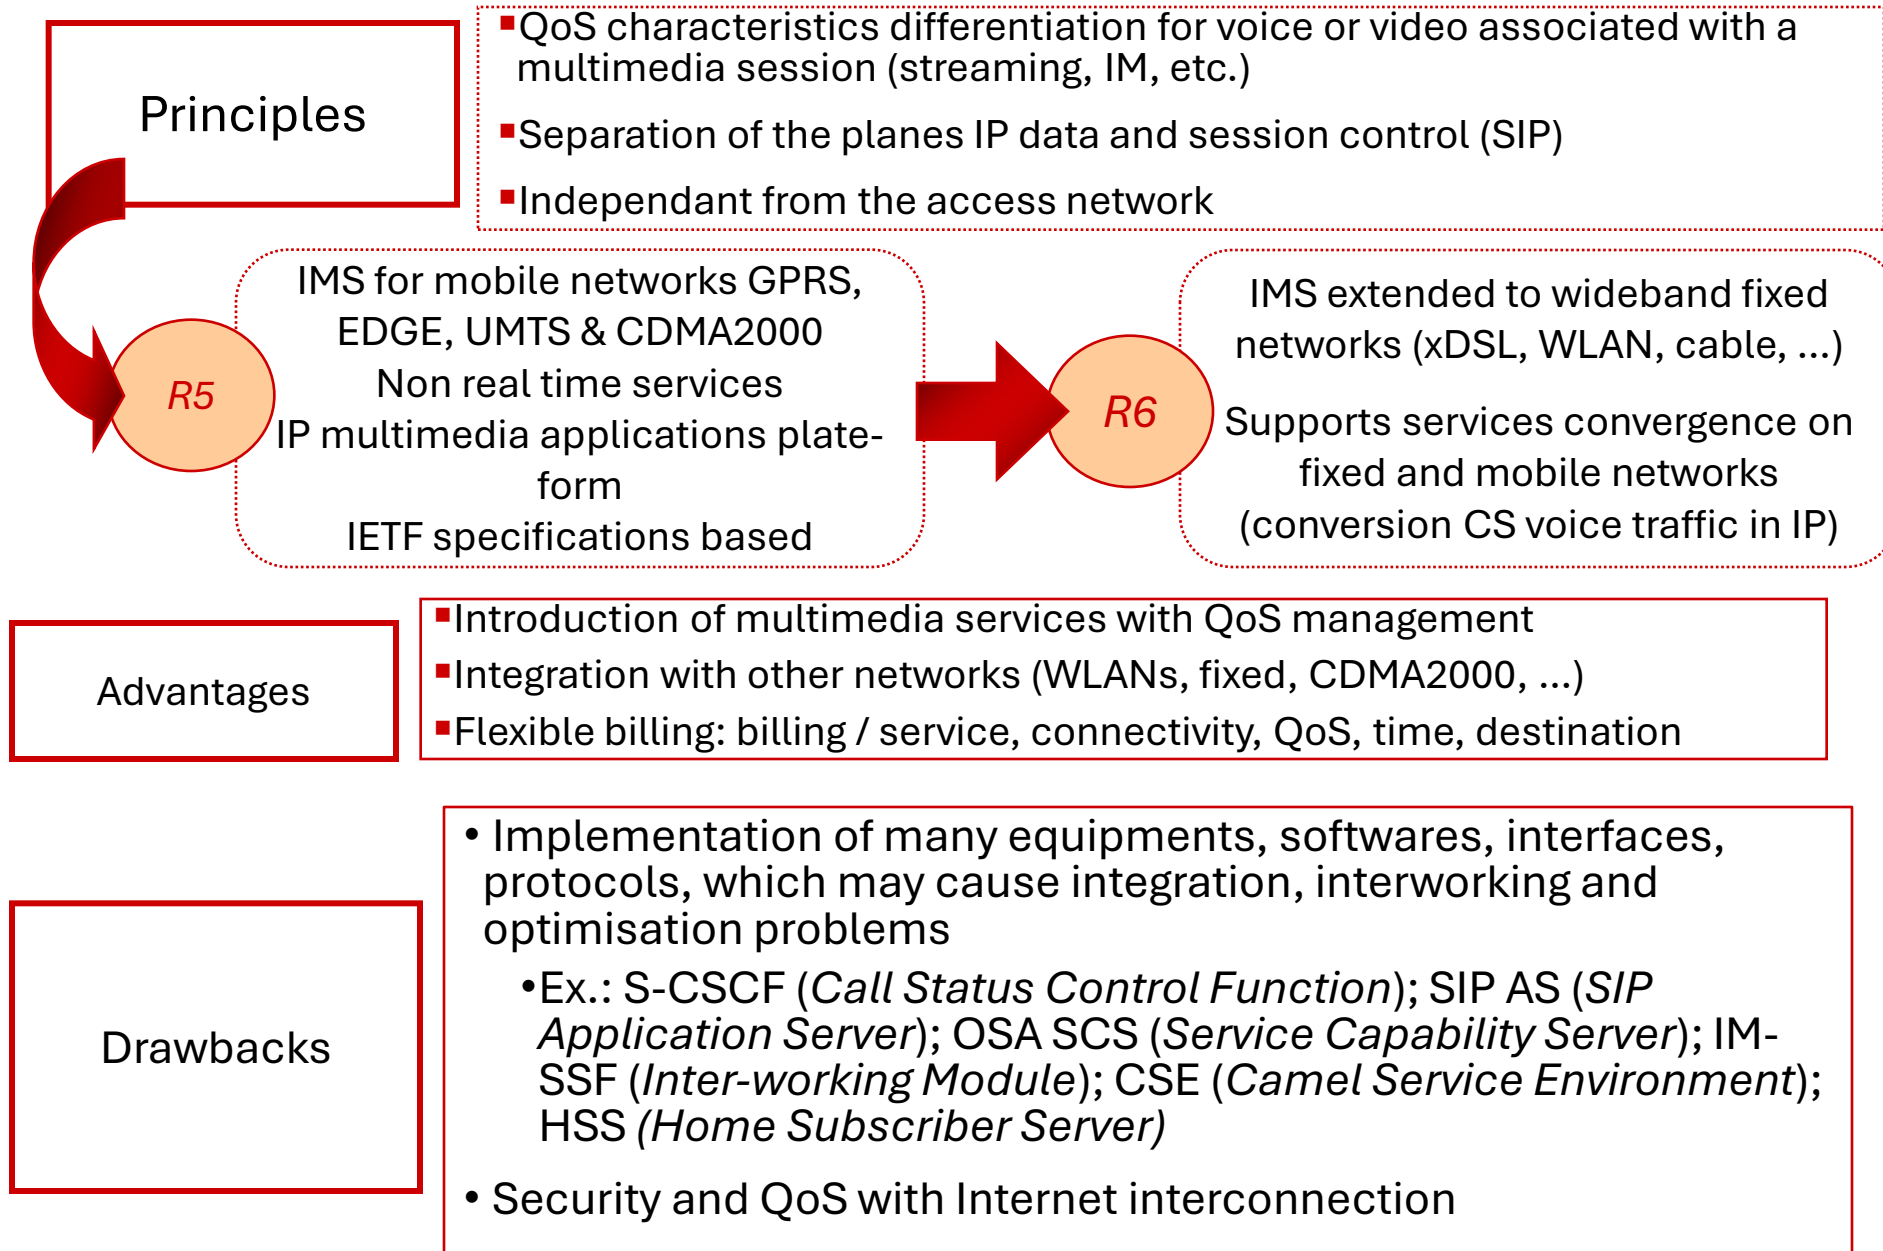 Principles
▪QoS characteristics differentiation for voice or video associated with a
multimedia session (streaming, IM, etc.)
▪Separation of the planes IP data and session control (SIP)
▪Independant from the access network
R5
IMS for mobile networks GPRS,
EDGE, UMTS & CDMA2000
Non real time services
IP multimedia applications plate-
form
IETF specifications based
R6
IMS extended to wideband fixed
networks (xDSL, WLAN, cable, ...)
Supports services convergence on
fixed and mobile networks
(conversion CS voice traffic in IP)
Advantages
▪Introduction of multimedia services with QoS management
▪Integration with other networks (WLANs, fixed, CDMA2000, ...)
▪Flexible billing: billing / service, connectivity, QoS, time, destination
Drawbacks
• Implementation of many equipments, softwares, interfaces,
protocols, which may cause integration, interworking and
optimisation problems
•Ex.: S-CSCF (Call Status Control Function); SIP AS (SIP
Application Server); OSA SCS (Service Capability Server); IM-
SSF (Inter-working Module); CSE (Camel Service Environment);
HSS (Home Subscriber Server)
• Security and QoS with Internet interconnection